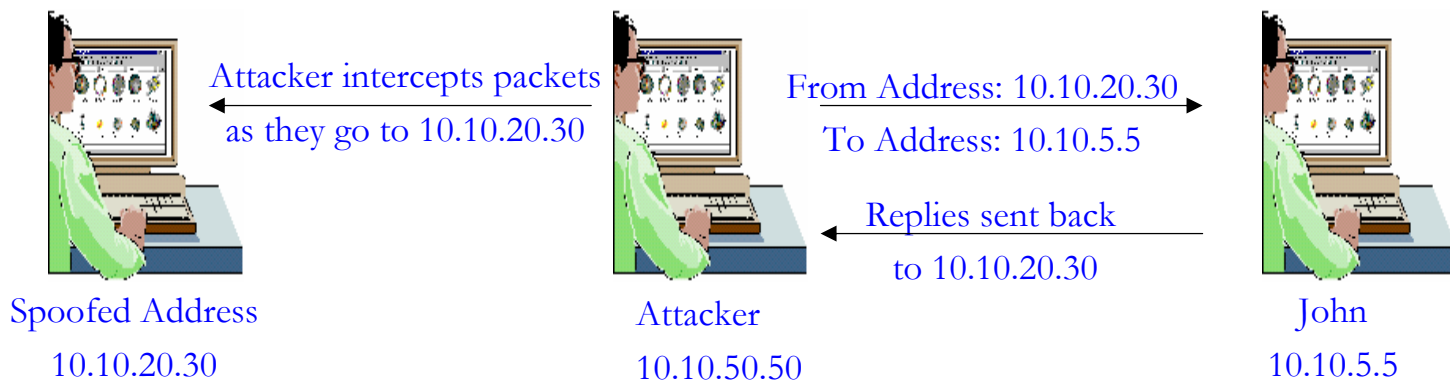 Attacker intercepts packets
as they go to 10.10.20.30
From Address: 10.10.20.30
To Address: 10.10.5.5
Replies sent back
to 10.10.20.30
Spoofed Address
10.10.20.30
Attacker
10.10.50.50
John
10.10.5.5